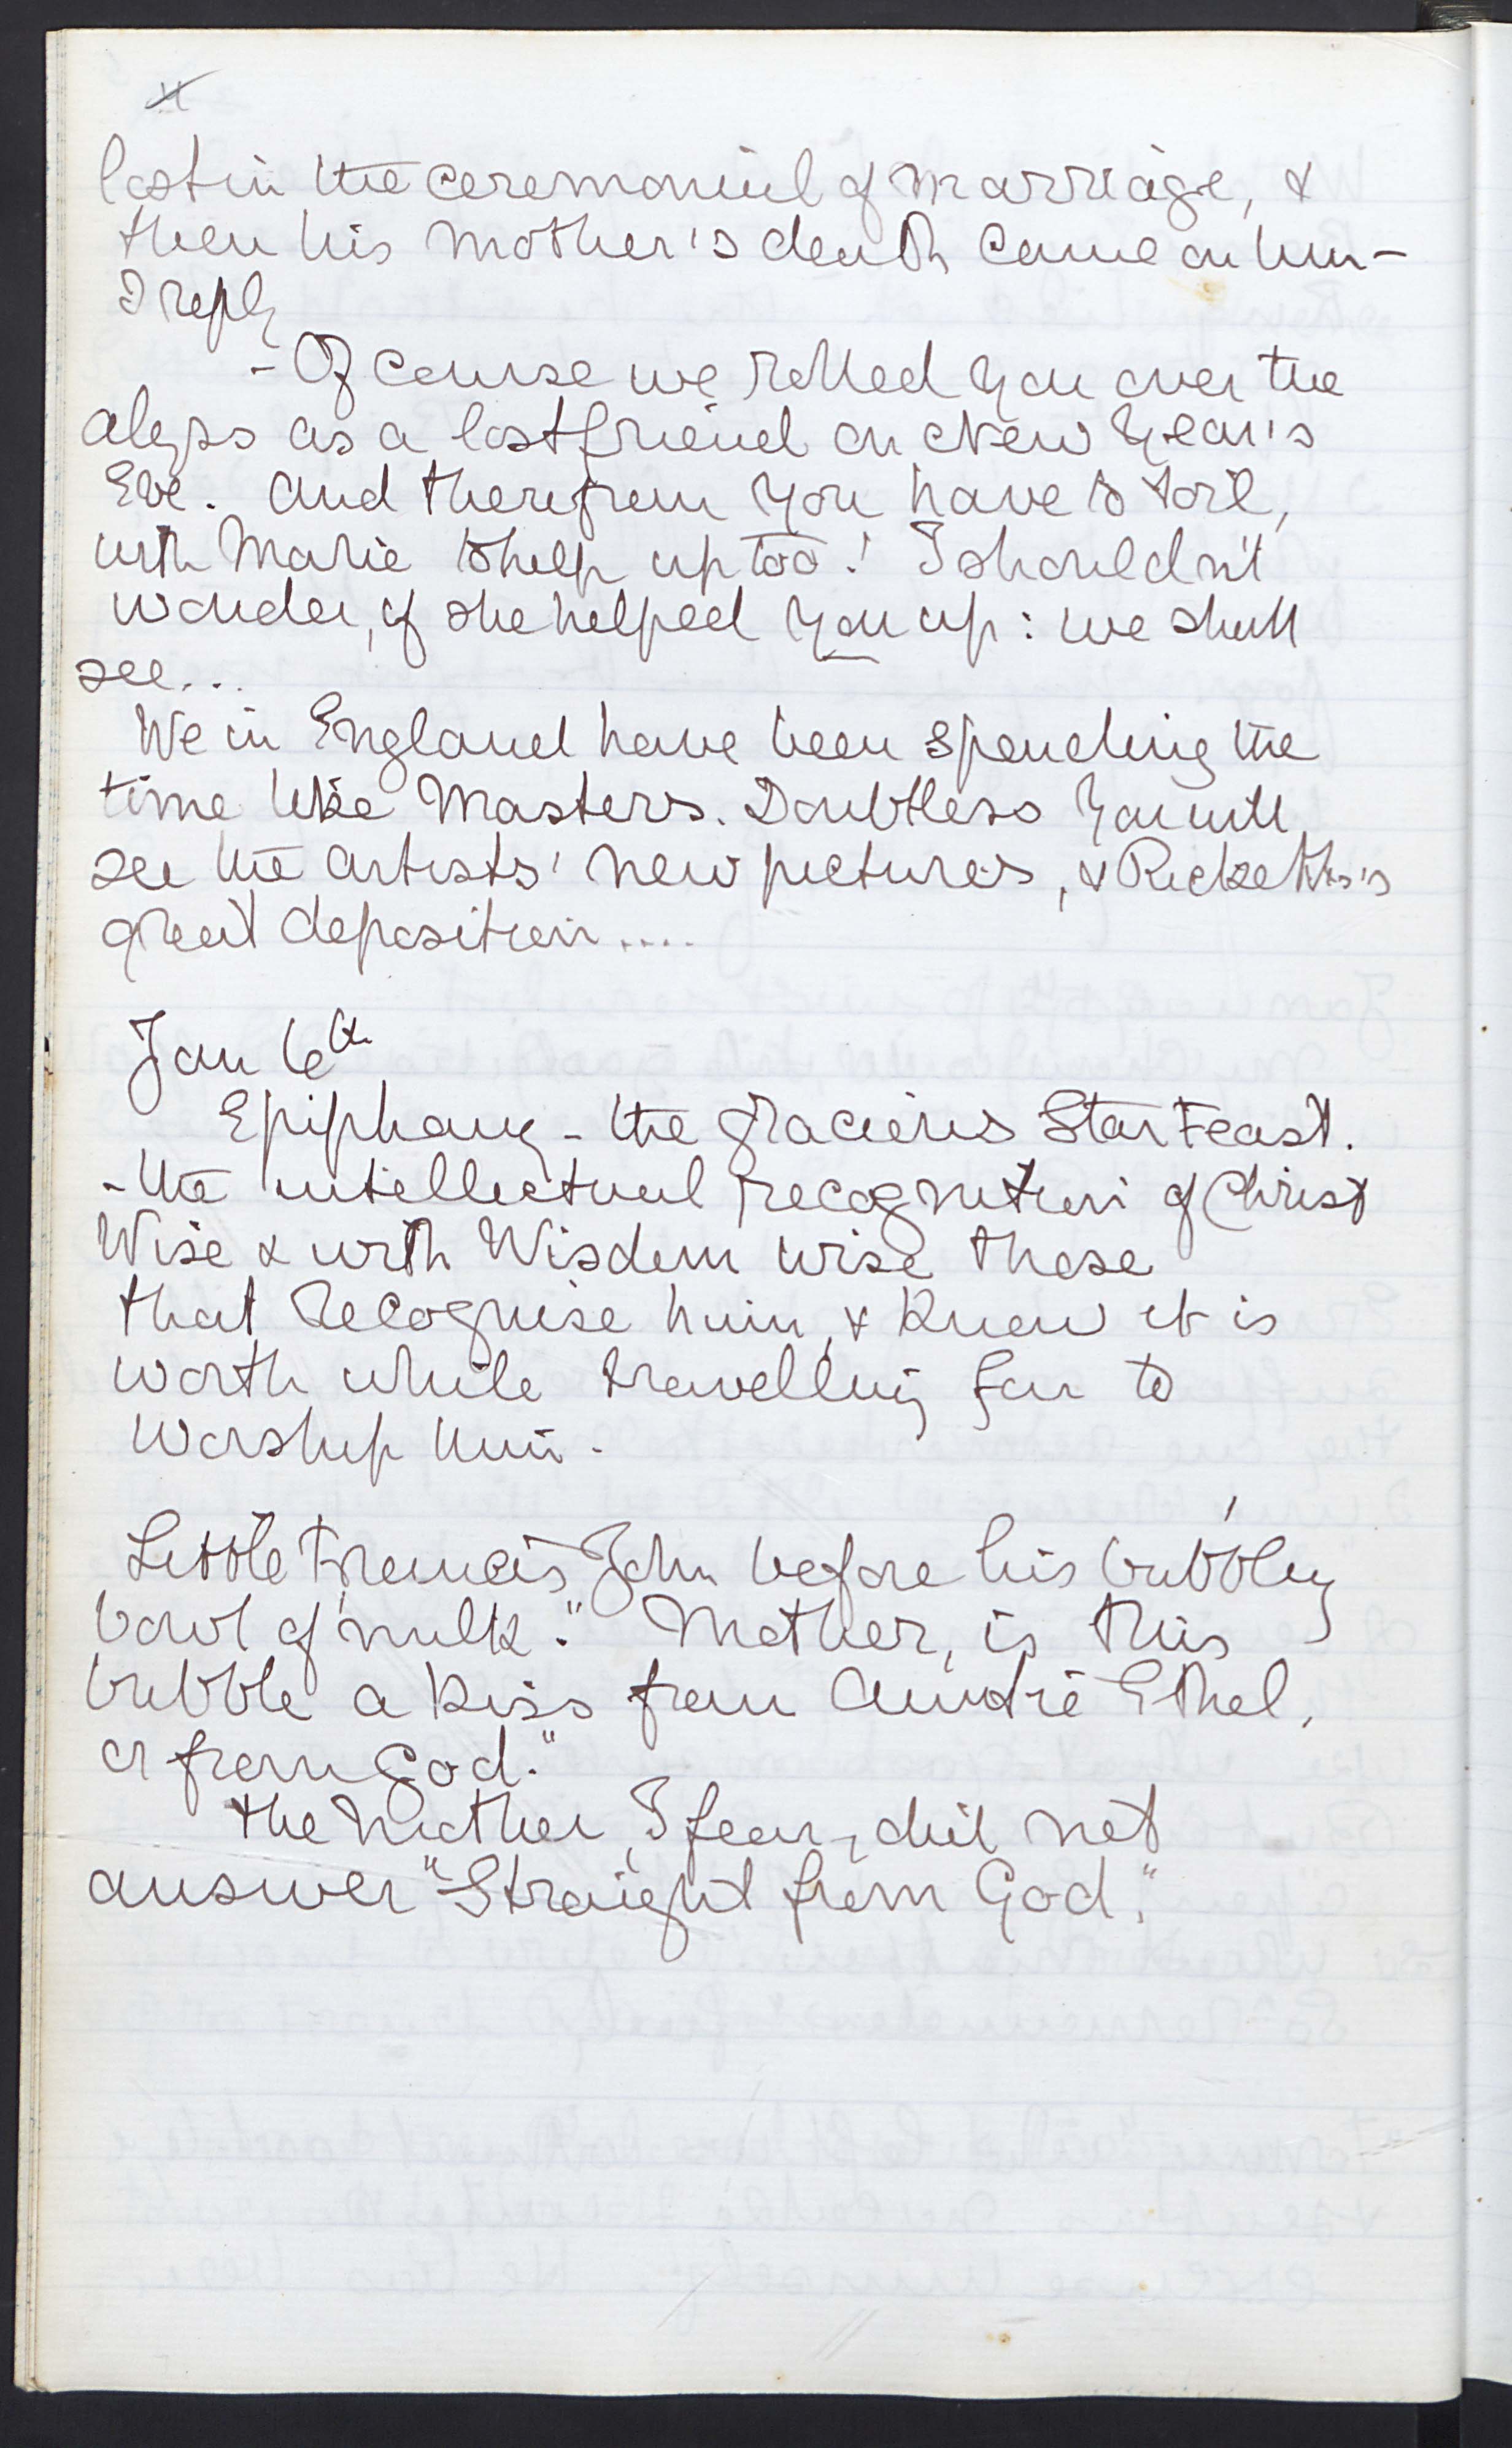 lost in the ceremonial of marriage, &
then his mother's death came on him –
I reply
– Of course we rolled you over the
abyss as a lost friend on New Year's
Eve. And therefrom you have to toil,
with Marie to help up too! I shouldn't
wonder, if she helped you up: we shall
see...
We in England have been spending the
time like Masters. Doubtless you will
see the artists' new pictures, & Ricketts's
great deposition....
Jan 6th
Epiphany – the gracious Star Feast.
– the intellectual recognition of Christ
Wise & with Wisdom wise those
that recognise him, & know it is
worth while travelling far to
worship him.
Little Francis John before his bubbley
bowl of milk. "Mother, is this
bubble a kiss from Auntie Ethel,
or from God."
The mother, I fear, did not
answer "Straight from God."